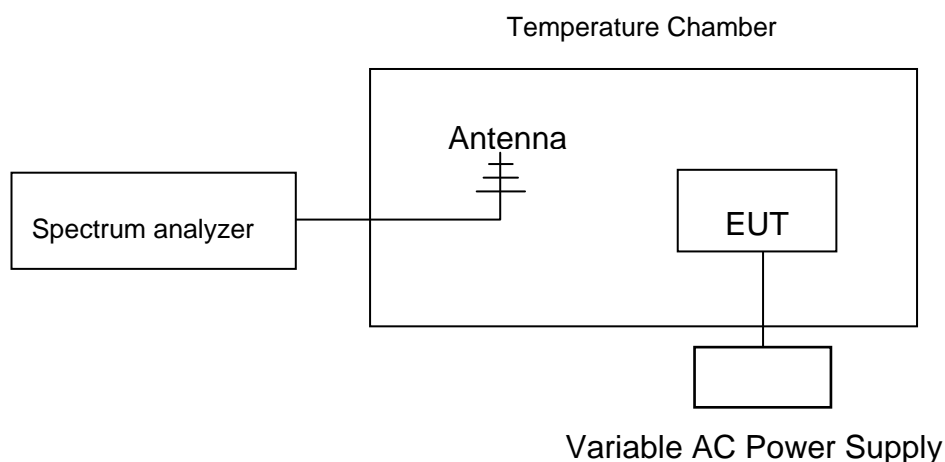 Temperature Chamber
Antenna
Spectrum analyzer
EUT
Variable AC Power Supply